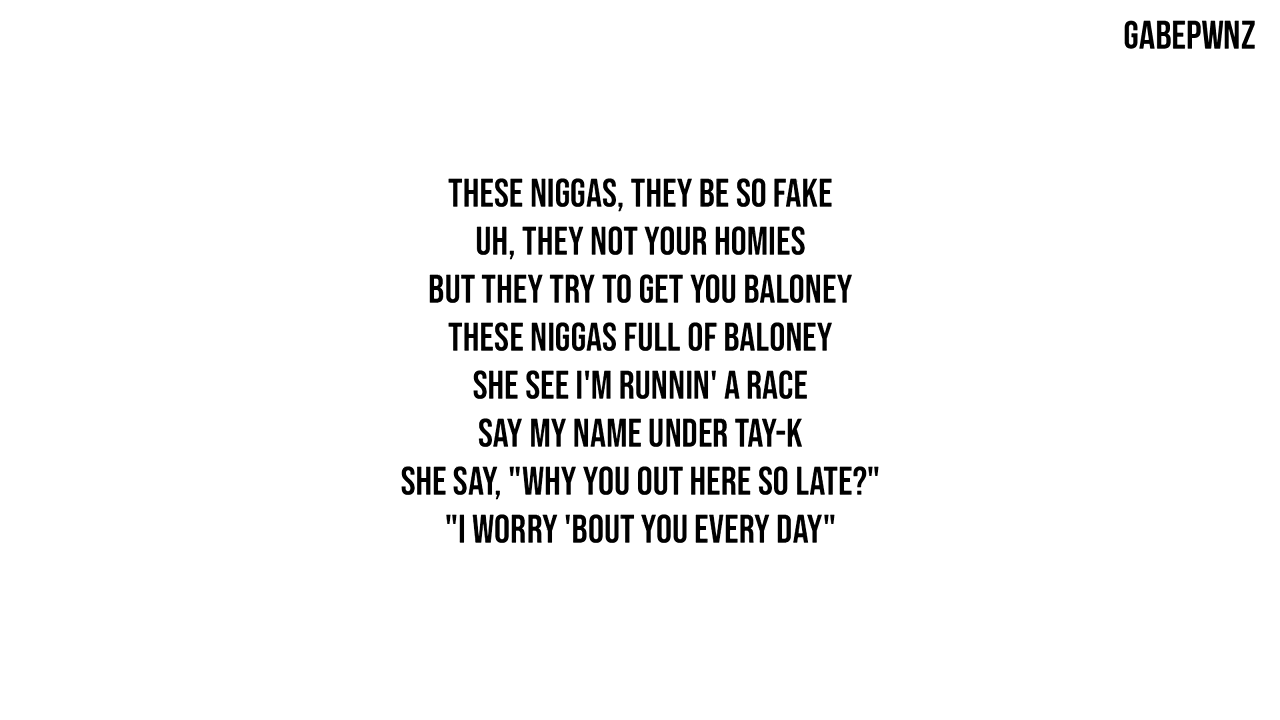 GABEPWNZ
THESE NIGGAS, THEY BE SO FAKE
UH, THEY NOT YOUR HOMIES
BUT THEY TRY TO GET YOU BALONEY
THESE NIGGAS FULL OF BALONEY
SHE SEE I'M RUNNIN' A RACE
SAY MY NAME UNDER TAY-K
SHE SAY, "WHY YOU OUT HERE SO LATE?"
"I WORRY 'BOUT YOU EVERY DAY"